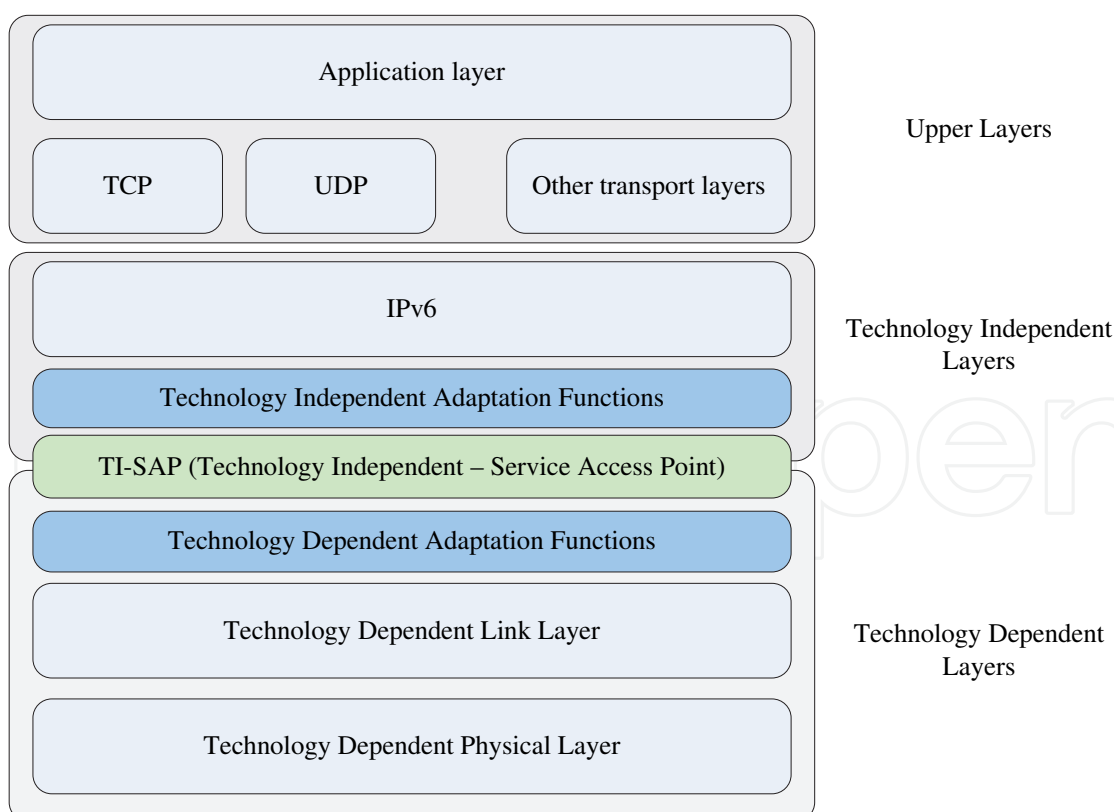 Application layer
Upper Layers
TCP
UDP
Other transport layers
IPv6
Technology Independent
Layers
Technology Independent Adaptation Functions
TI-SAP (Technology Independent – Service Access Point)
Technology Dependent Adaptation Functions
Technology Dependent Link Layer
Technology Dependent
Layers
Technology Dependent Physical Layer